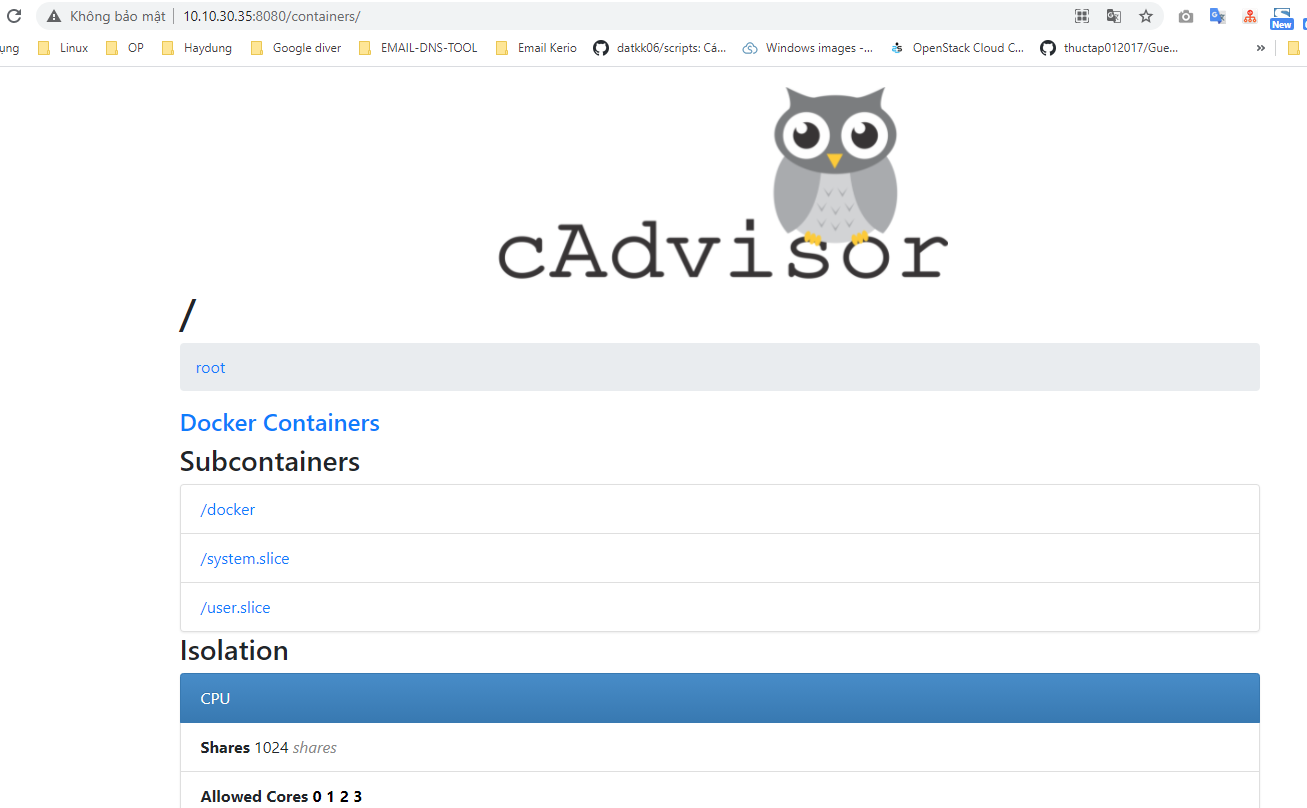 Không bảo mật 10.10.30.35:8080/containers/
New
ụng Linux OP Haydung Google diver EMAIL-DNS-TOOL Email Kerio datkk06/scripts: Cá... Windows images -... OpenStack Cloud C... thuctap012017/Gue... »
cAdvisor
/
root
Docker Containers
Subcontainers
/docker
/system.slice
/user.slice
Isolation
CPU
Shares 1024 shares
Allowed Cores 0 1 2 3